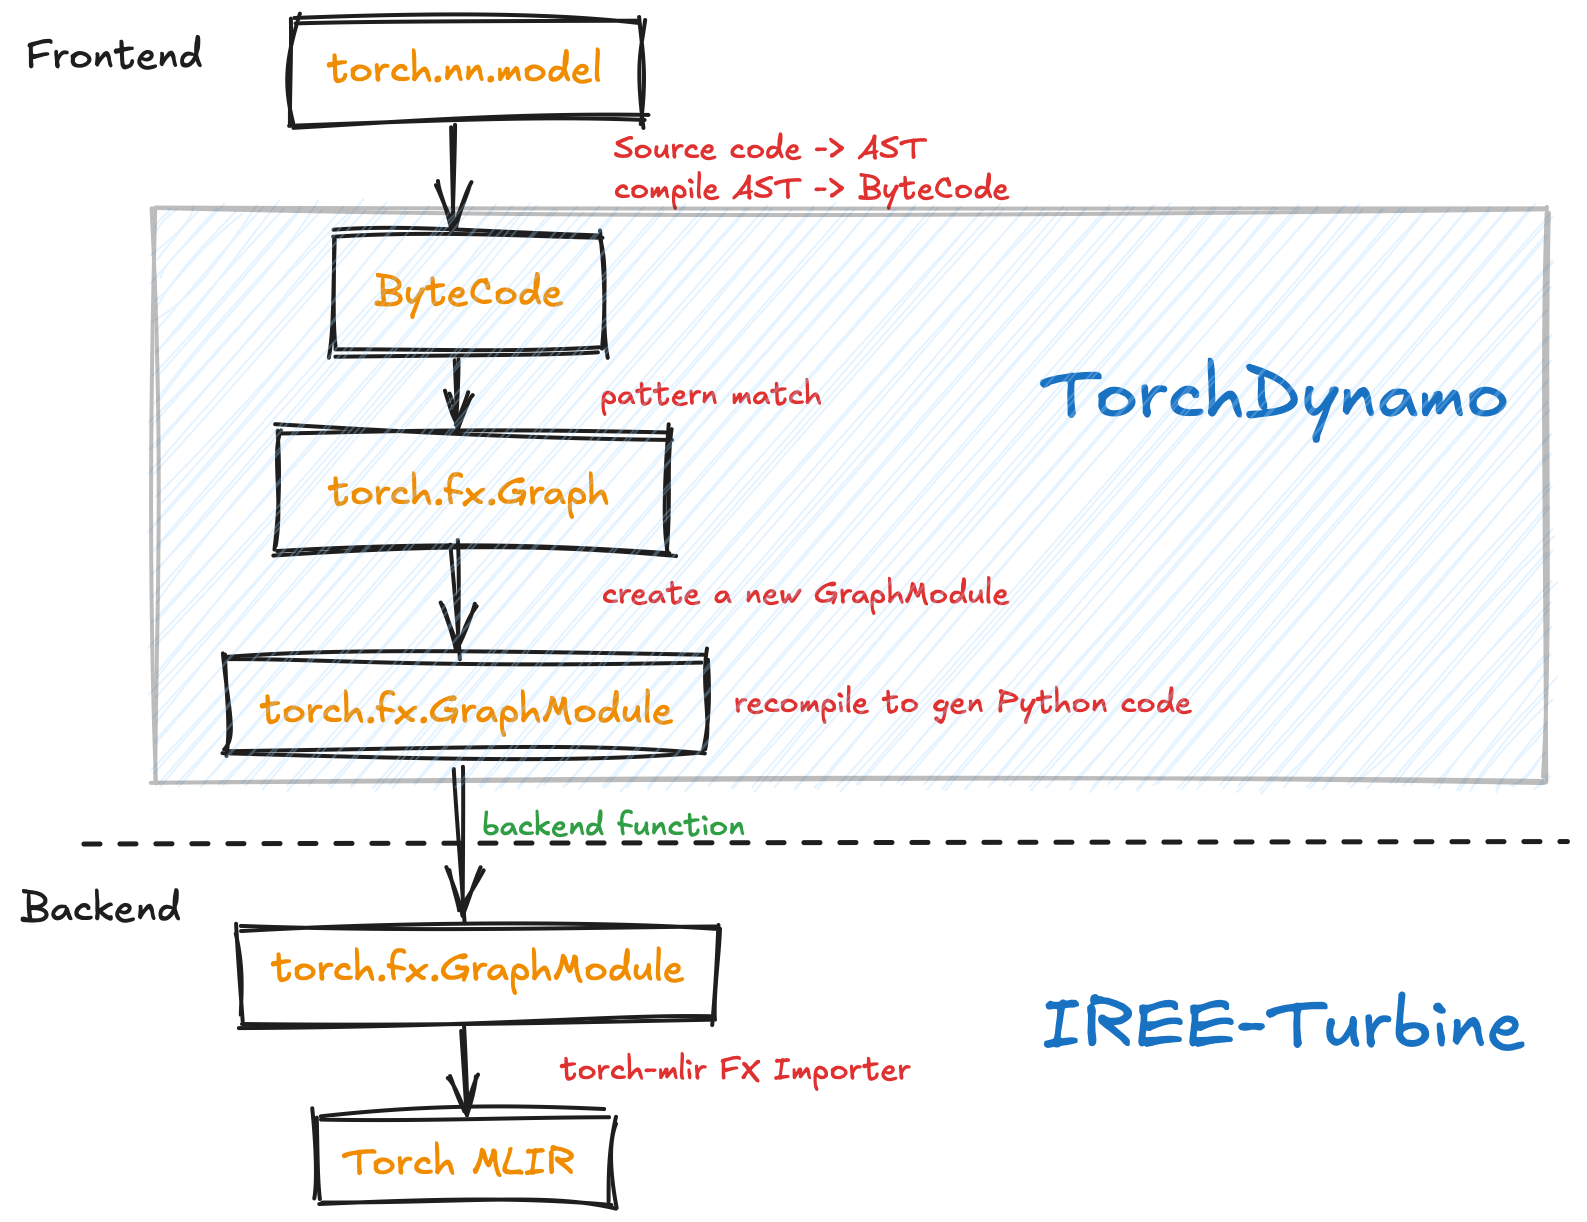 Frontend
torch.nn.model
Source code -> AST
compile AST -> ByteCode
ByteCode
TorchDynamo
pattern match
torch.fx.Graph
create a new GraphModule
torch.fx.GraphModule
recompile to gen Python code
backend function
Backend
torch.fx.GraphModule
IREE-Turbine
torch-mlir FX Importer
Torch MLIR